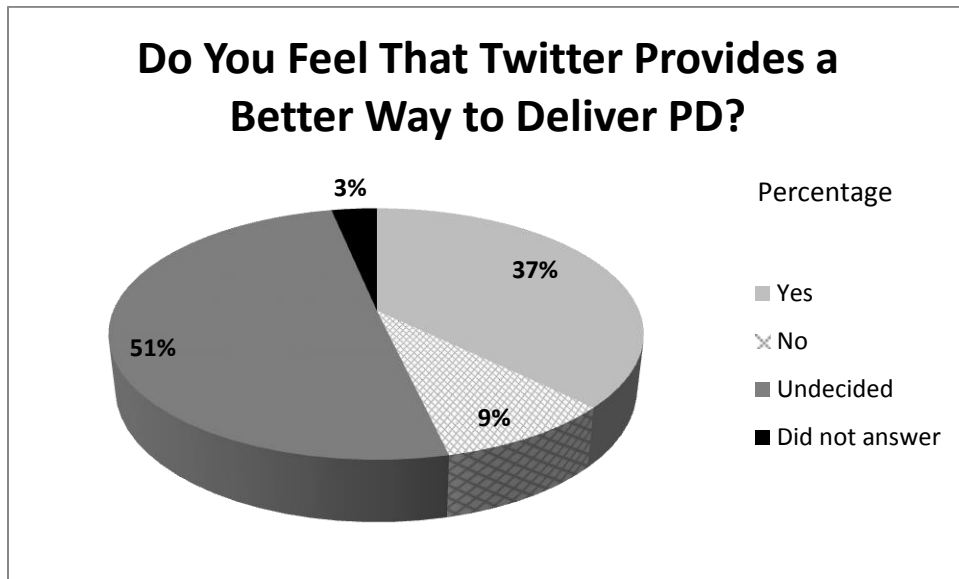 Do You Feel That Twitter Provides a
Better Way to Deliver PD?
3%
Percentage
37%
Yes
No
51%
Undecided
9%
Did not answer